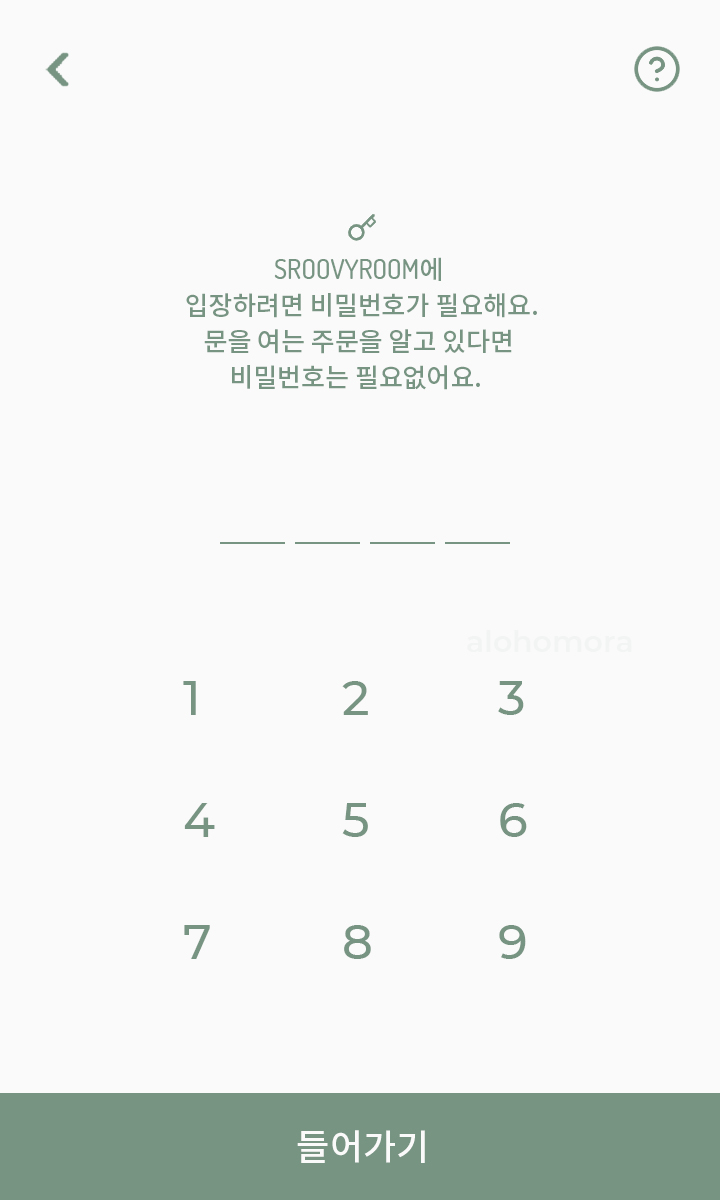 SROOVYROOM에
입장하려면 비밀번호가 필요해요.
문을 여는 주문을 알고 있다면
비밀번호는 필요없어요.
alohomora
1 2 3
4 5 6
7 8 9
들어가기